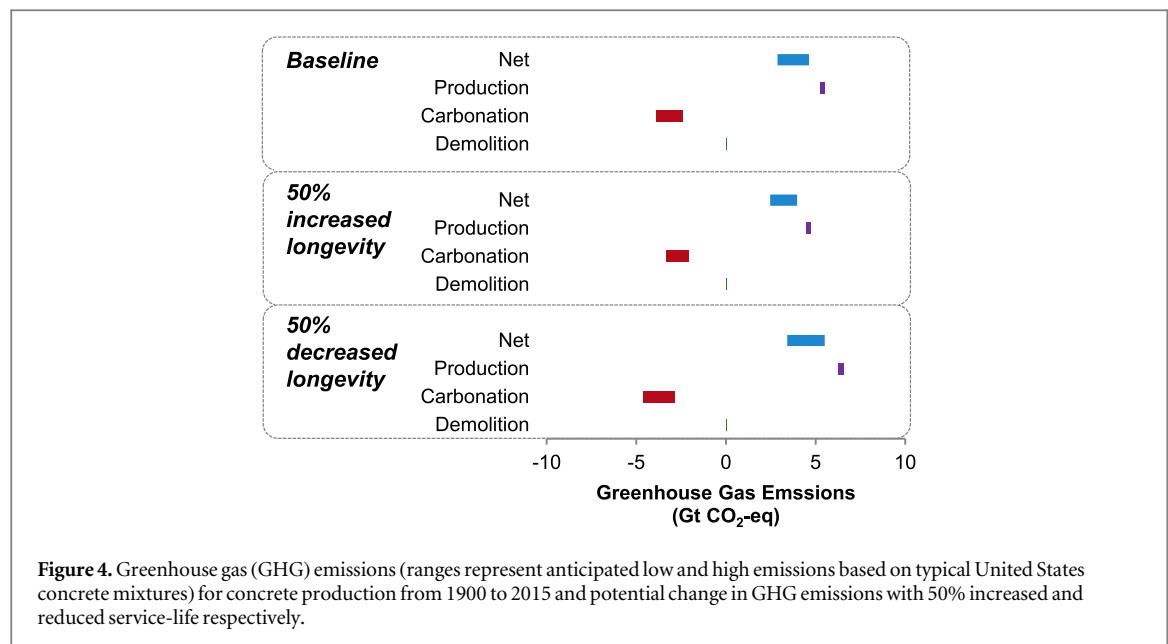 Baseline
Net
Production
Carbonation
Demolition
50%
increased
longevity
Net
Production
Carbonation
Demolition
50%
decreased
longevity
Net
Production
Carbonation
Demolition
-10 -5 0 5 10
Greenhouse Gas Emssions
(Gt CO₂-eq)
Figure 4. Greenhouse gas (GHG) emissions (ranges represent anticipated low and high emissions based on typical United States
concrete mixtures) for concrete production from 1900 to 2015 and potential change in GHG emissions with 50% increased and
reduced service-life respectively.